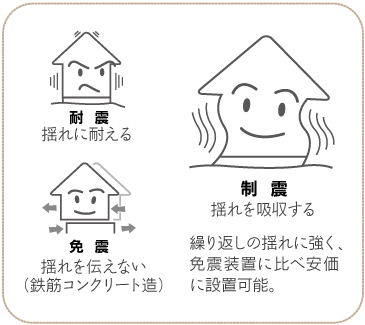 耐震
揺れに耐える
免震
揺れを伝えない
（鉄筋コンクリート造）
制震
揺れを吸収する
繰り返しの揺れに強く、
免震装置に比べ安価
に設置可能。